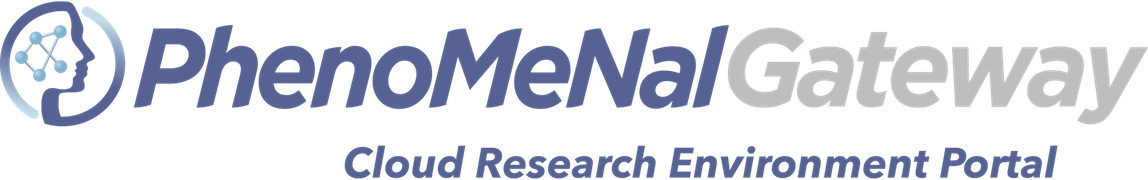 PhenoMeNalGateway
Cloud Research Environment Portal